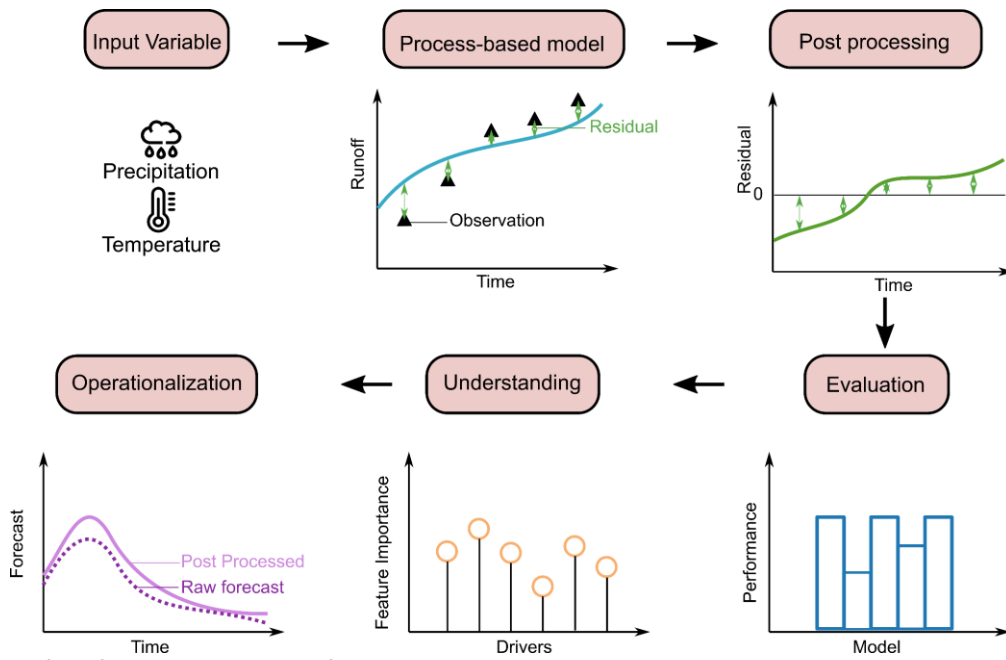 Input Variable
Process-based model
Post processing
Precipitation
Temperature
Runoff
Residual
Observation
Time
Residual
0
Time
Operationalization
Understanding
Evaluation
Forecast
Post Processed
Raw forecast
Time
Feature Importance
Drivers
Performance
Model